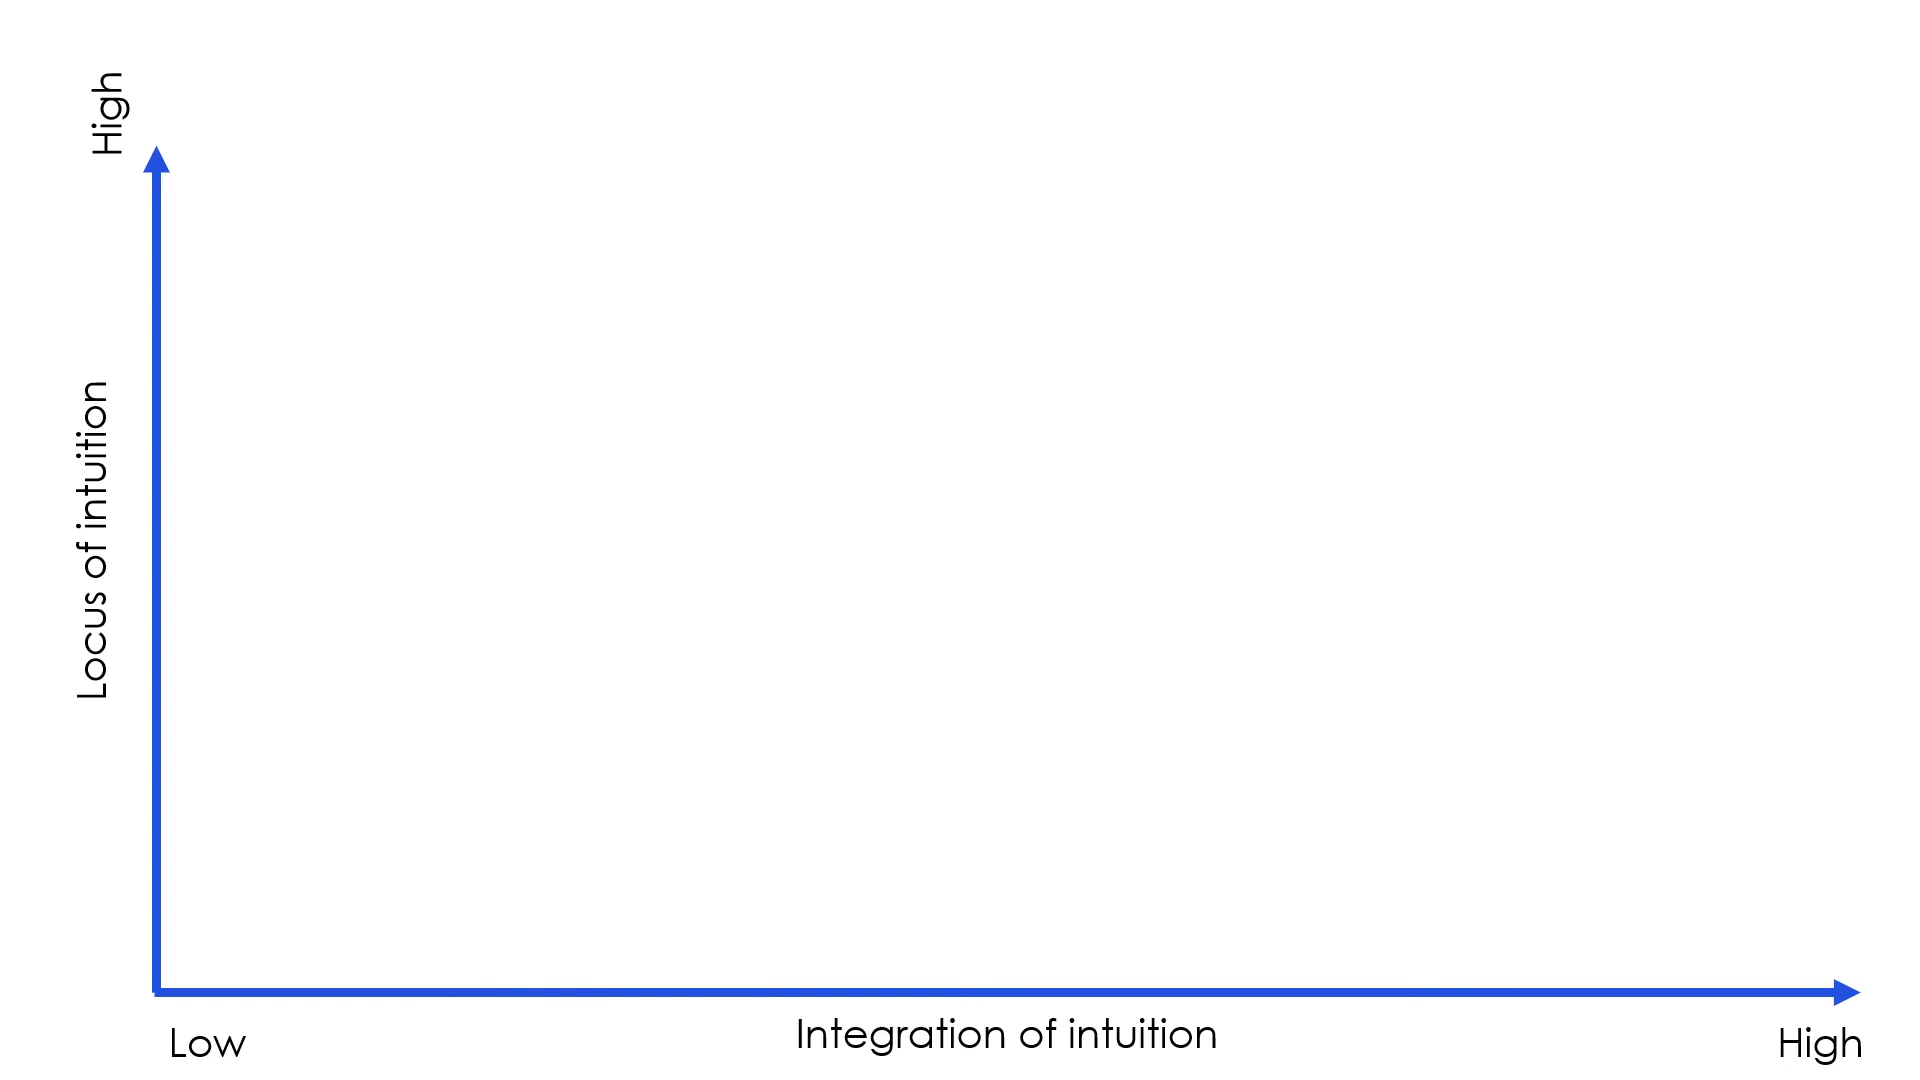 High
Locus of intuition
Low
Integration of intuition
High